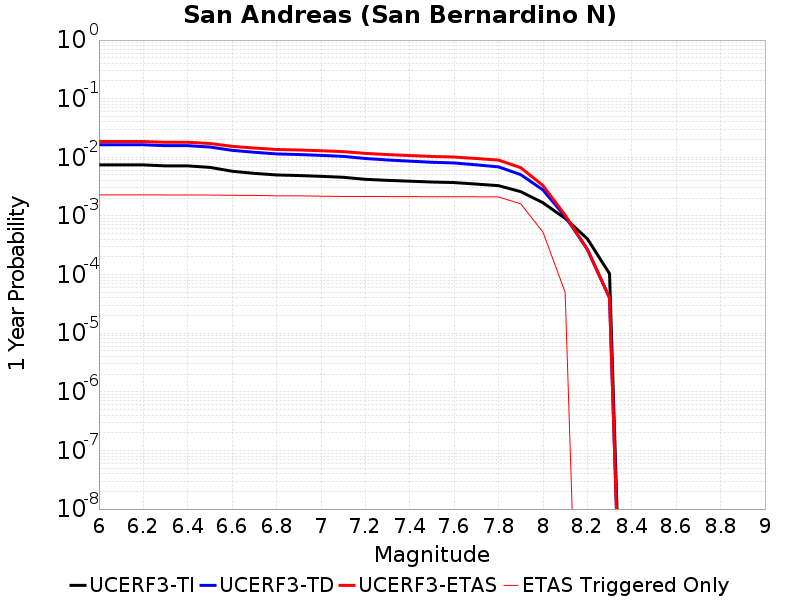 San Andreas (San Bernardino N)
10^0
10^-1
10^-2
10^-3
10^-4
10^-5
10^-6
10^-7
10^-8
1 Year Probability
6 6.2 6.4 6.6 6.8 7 7.2 7.4 7.6 7.8 8 8.2 8.4 8.6 8.8 9
Magnitude
UCERF3-TI UCERF3-TD UCERF3-ETAS ETAS Triggered Only